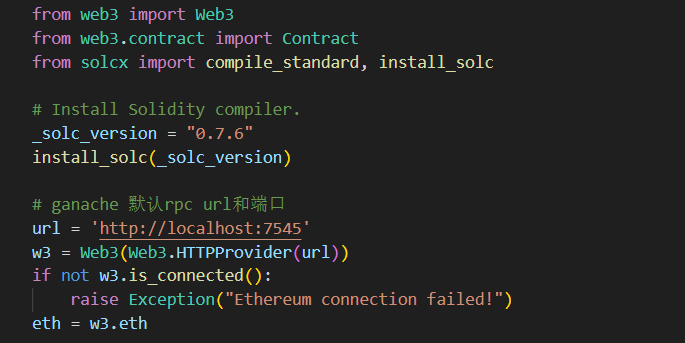 from web3 import Web3
from web3.contract import Contract
from solcx import compile_standard, install_solc
# Install Solidity compiler.
_solc_version = "0.7.6"
install_solc(_solc_version)
# ganache 默认rpc url和端口
url = 'http://localhost:7545'
w3 = Web3(Web3.HTTPProvider(url))
if not w3.is_connected():
    raise Exception("Ethereum connection failed!")
eth = w3.eth